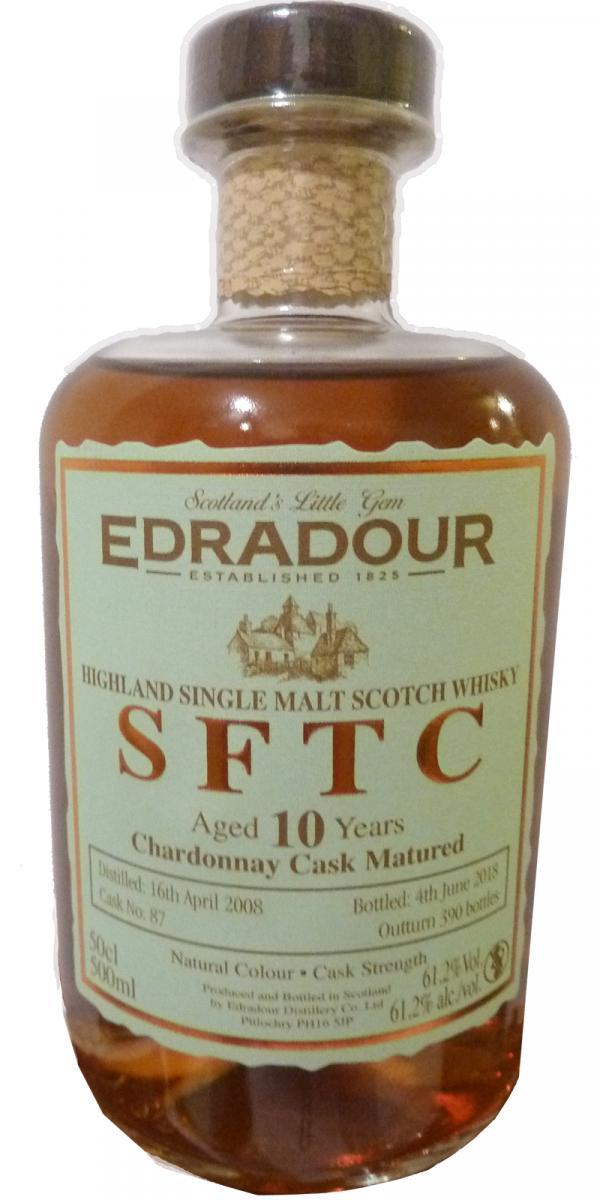 Scotland's Little Gem
EDRADOUR
ESTABLISHED 1825
HIGHLAND SINGLE MALT SCOTCH WHISKY
SFTC
Aged 10 Years
Chardonnay Cask Matured
Distilled: 16th April 2008
Bottled: 4th June 2018
Cask No: 87
Outturn 390 bottles
Natural Colour • Cask Strength
50cl
500ml
61.2% Vol.
61.2% alc./vol.
Produced and Bottled in Scotland
by Edradour Distillery Co. Ltd
Pitlochry PH16 5JP